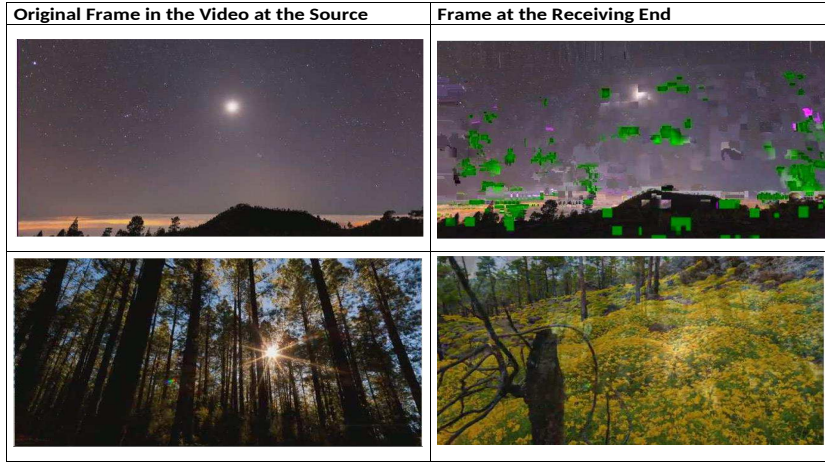 Original Frame in the Video at the Source
Frame at the Receiving End